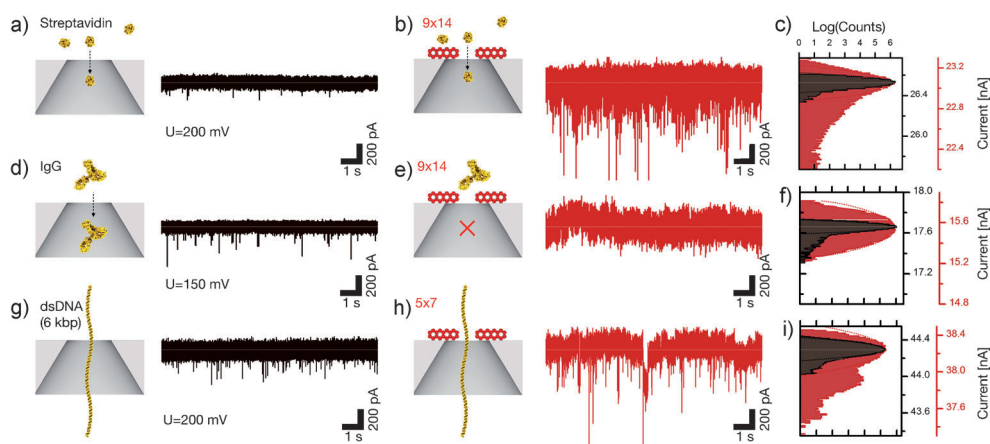 a) Streptavidin
U=200 mV
1 s
200 pA
b) 9x14
1 s
200 pA
c) Log(Counts)
0 1 2 3 4 5 6
26.4
26.0
23.2
22.8
22.4
Current [nA]
d) IgG
U=150 mV
1 s
200 pA
e) 9x14
1 s
200 pA
f)
18.0
17.6
17.2
15.6
15.2
14.8
Current [nA]
g) dsDNA
(6 kbp)
U=200 mV
1 s
200 pA
h) 5x7
1 s
200 pA
i)
44.4
44.0
43.6
38.4
38.0
37.6
Current [nA]